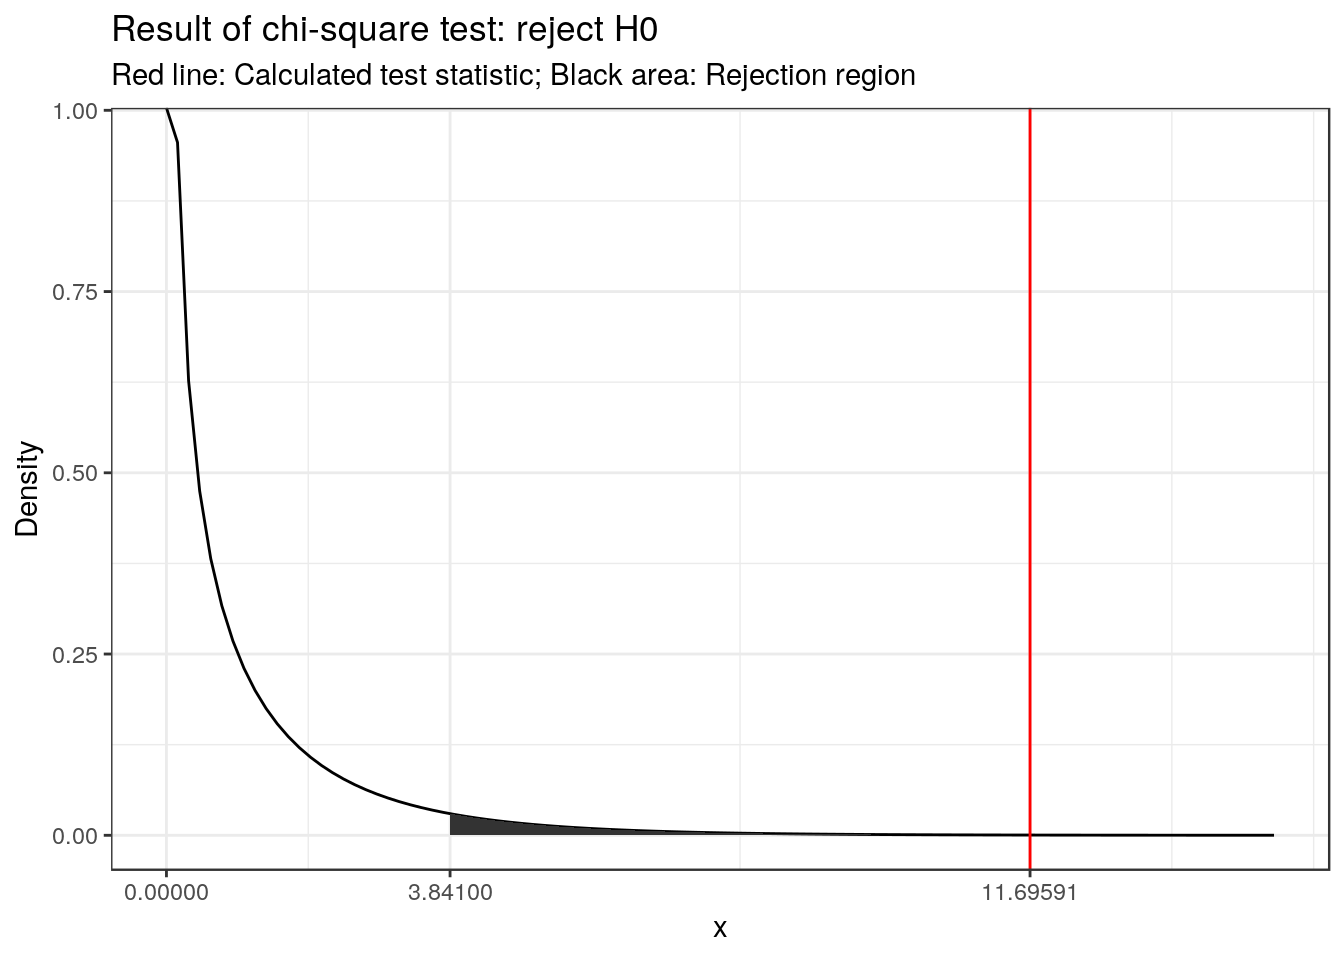 Result of chi-square test: reject H0
Red line: Calculated test statistic; Black area: Rejection region
1.00
0.75
0.50
0.25
0.00
Density
0.00000
3.84100
11.69591
x